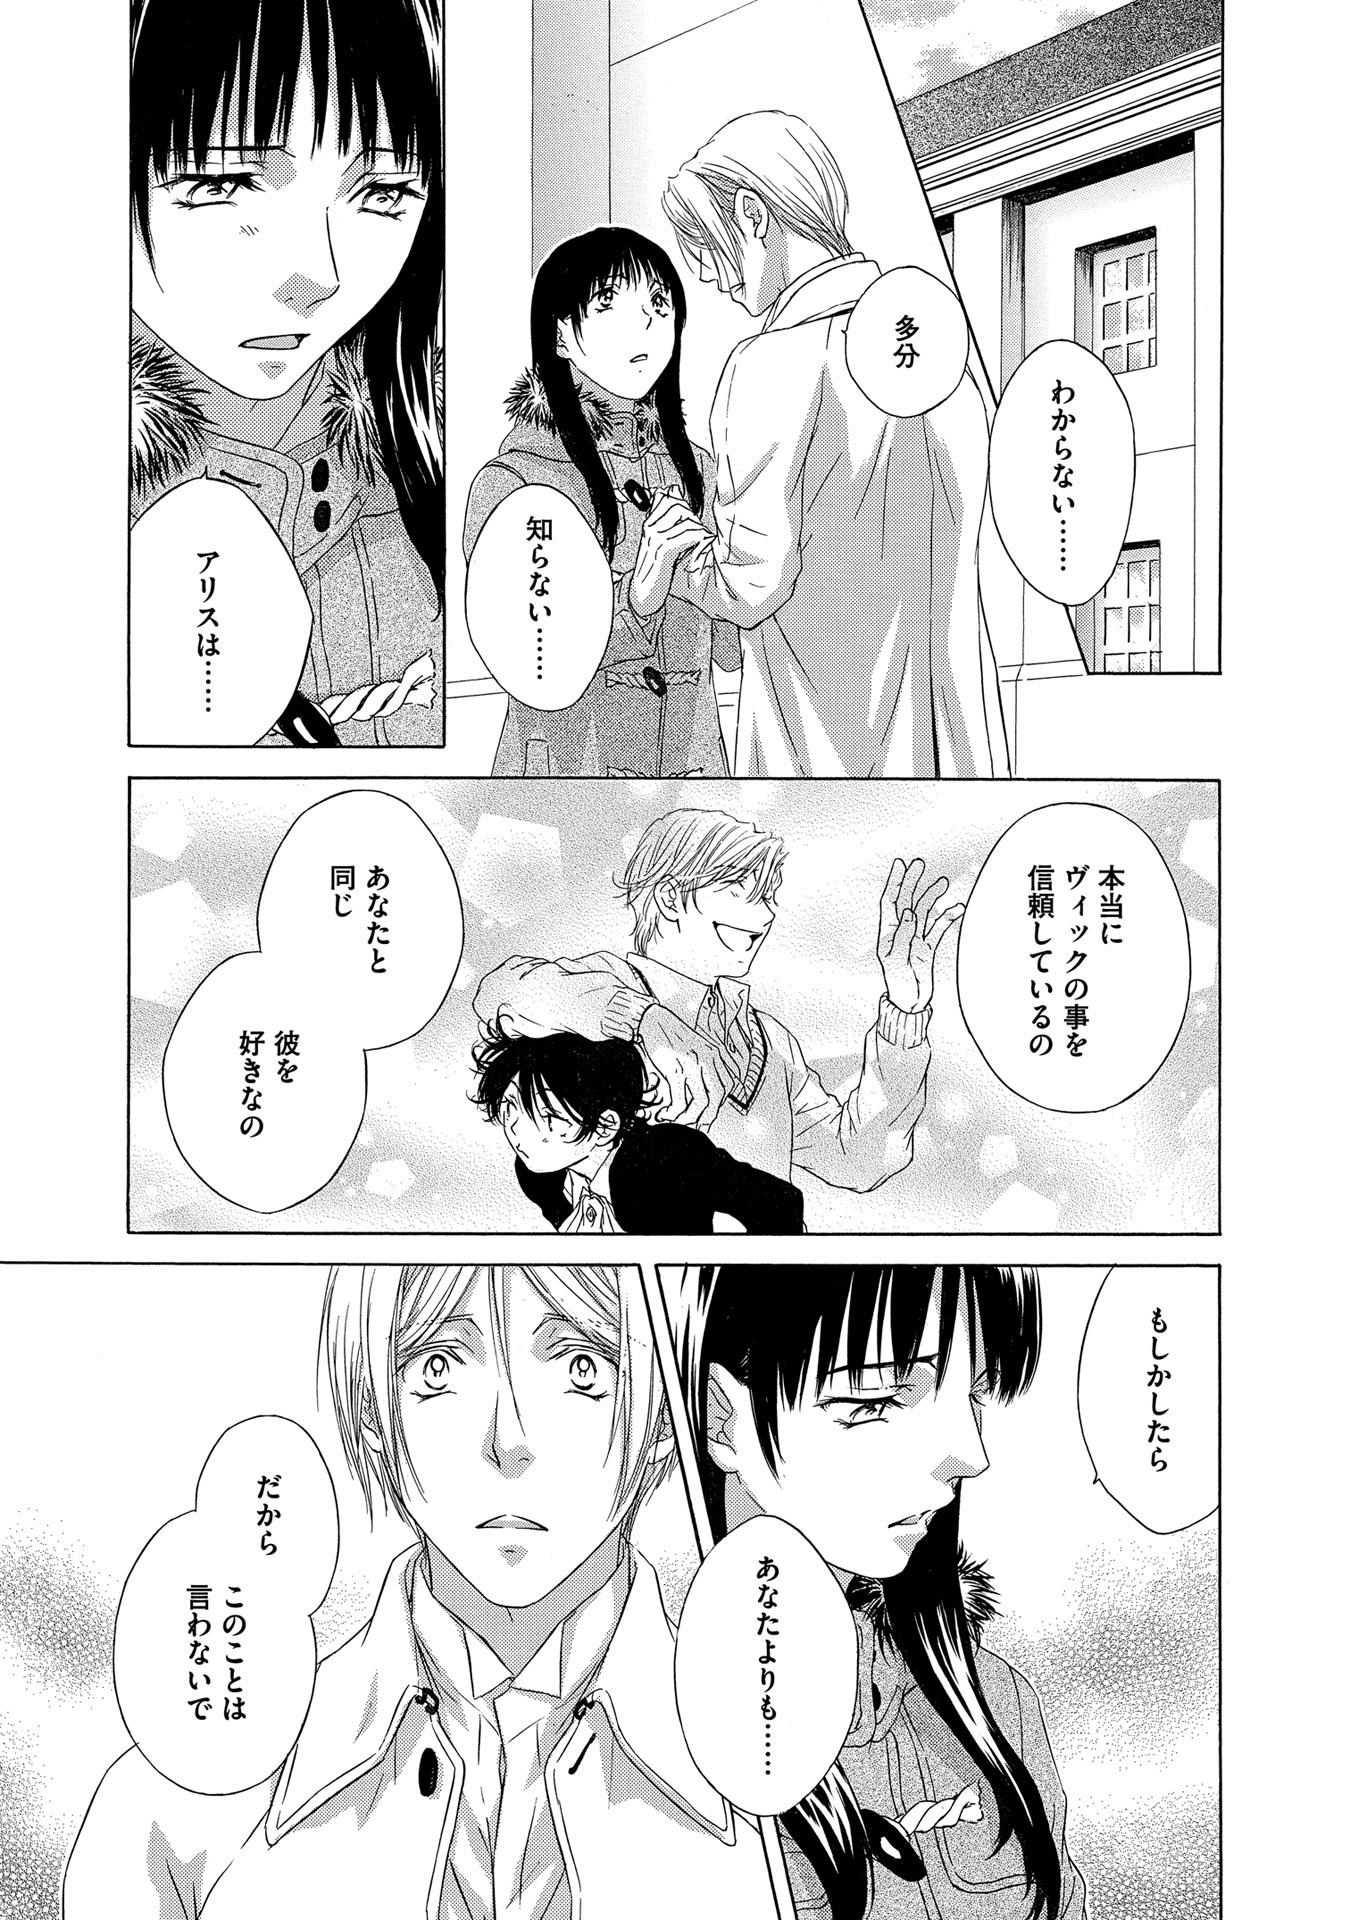 わからない……
多分
知らない……
アリスは……
本当に
ヴィックの事を
信頼しているの
あなたと
同じ
彼を
好きなの
もしかしたら
あなたよりも……
だから
このことは
言わないで